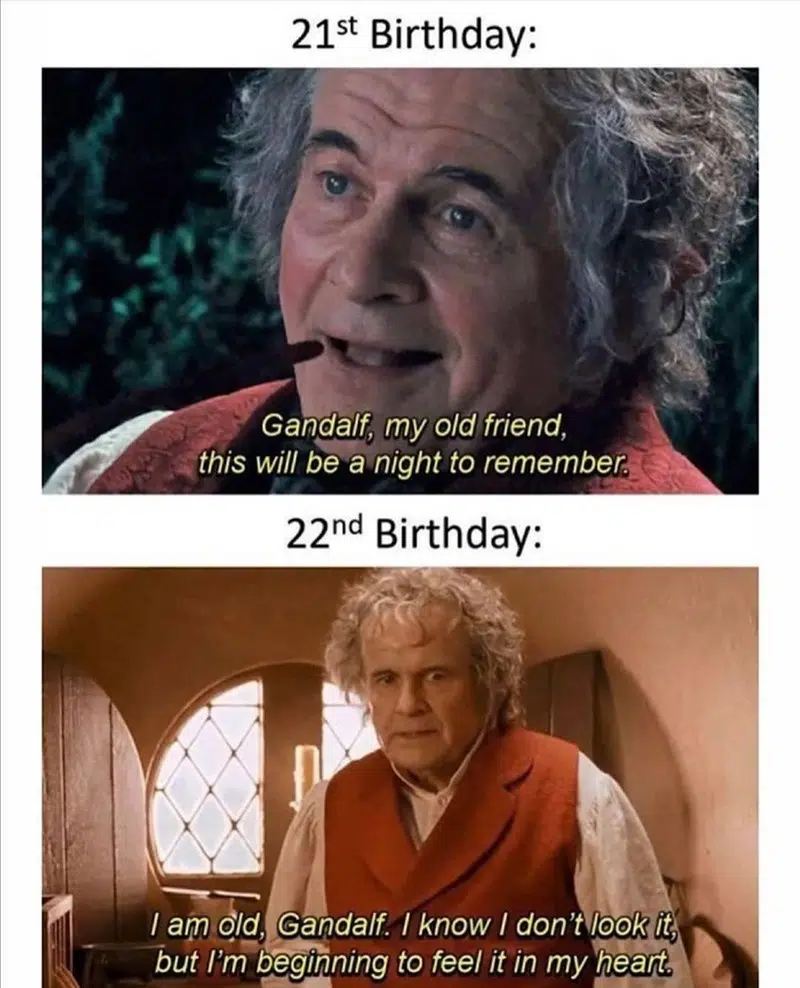 21st Birthday:
Gandalf, my old friend,
this will be a night to remember.
22nd Birthday:
I am old, Gandalf. I know I don't look it,
but I'm beginning to feel it in my heart.